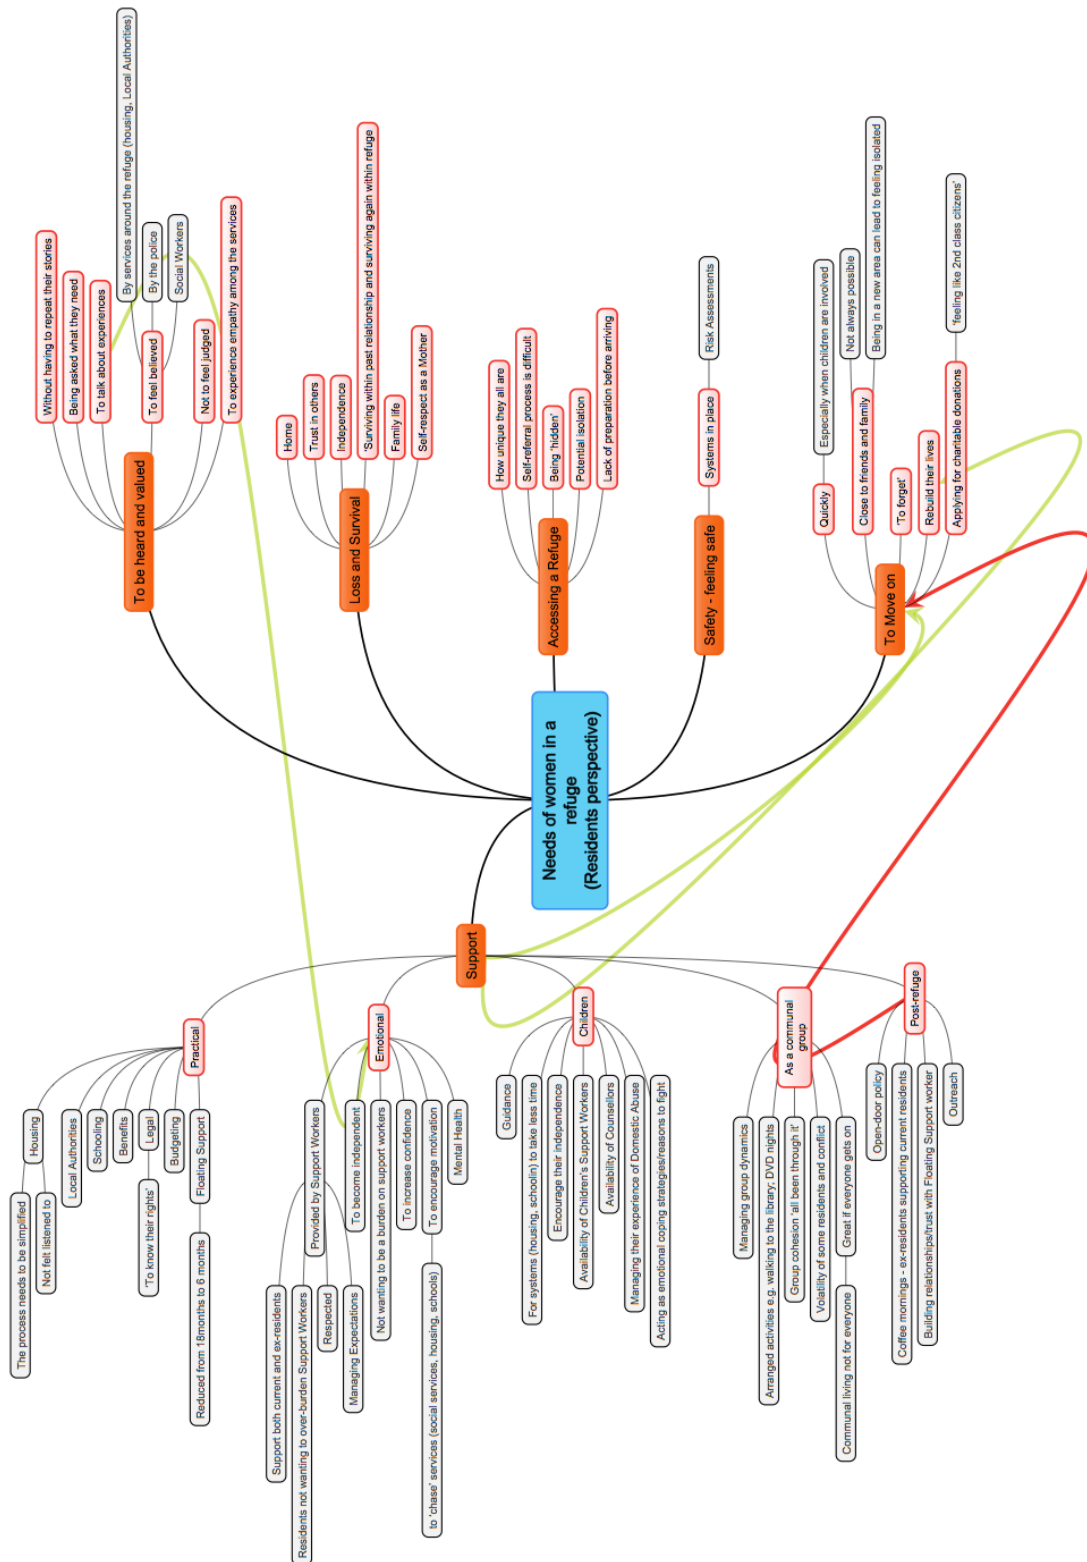 Needs of women in a
refuge
(Residents perspective)
To be heard and valued
Without having to repeat their stories
Being asked what they need
To talk about experiences
To feel believed
By services around the refuge (housing, Local Authorities)
By the police
Social Workers
Not to feel judged
To experience empathy among the services
Loss and Survival
Home
Trust in others
Independence
'Surviving within past relationship and surviving again within refuge
Family life
Self-respect as a Mother
Accessing a Refuge
How unique they all are
Self-referral process is difficult
Being 'hidden'
Potential isolation
Lack of preparation before arriving
Safety - feeling safe
Systems in place
Risk Assessments
To Move on
Quickly
Especially when children are involved
Close to friends and family
Not always possible
Being in a new area can lead to feeling isolated
'To forget'
Rebuild their lives
Applying for charitable donations
'feeling like 2nd class citizens'
Support
Practical
Housing
The process needs to be simplified
Not felt listened to
Local Authorities
Schooling
Benefits
Legal
'To know their rights'
Budgeting
Floating Support
Reduced from 18months to 6 months
Emotional
Provided by Support Workers
Support both current and ex-residents
Residents not wanting to over-burden Support Workers
Respected
Managing Expectations
To become independent
Not wanting to be a burden on support workers
To increase confidence
To encourage motivation
to 'chase' services (social services, housing, schools)
Mental Health
Children
Guidance
For systems (housing, schoolin) to take less time
Encourage their independence
Availability of Children's Support Workers
Availability of Counsellors
Managing their experience of Domestic Abuse
Acting as emotional coping strategies/reasons to fight
As a communal
group
Managing group dynamics
Arranged activities e.g. walking to the library; DVD nights
Group cohesion 'all been through it'
Volatility of some residents and conflict
Great if everyone gets on
Communal living not for everyone
Post-refuge
Open-door policy
Coffee mornings - ex-residents supporting current residents
Building relationships/trust with Floating Support worker
Outreach